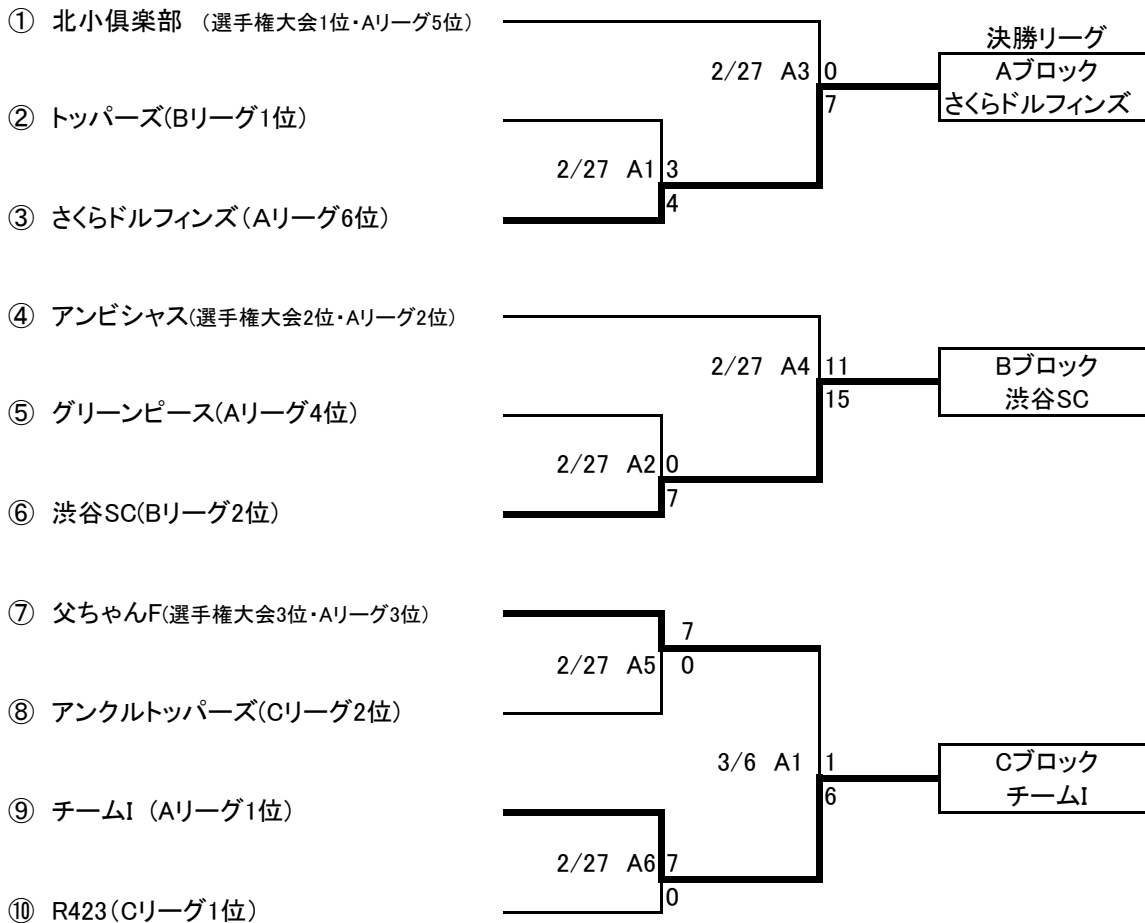 ① 北小倶楽部 （選手権大会1位・Aリーグ5位）
決勝リーグ
2/27 A3 0
Aブロック
7
さくらドルフィンズ
② トッパーズ(Bリーグ1位)
2/27 A1 3
4
③ さくらドルフィンズ（Aリーグ6位）
④ アンビシャス(選手権大会2位・Aリーグ2位)
2/27 A4 11
Bブロック
15
渋谷SC
⑤ グリーンピース(Aリーグ4位)
2/27 A2 0
7
⑥ 渋谷SC(Bリーグ2位)
⑦ 父ちゃんF(選手権大会3位・Aリーグ3位)
7
2/27 A5 0
⑧ アンクルトッパーズ(Cリーグ2位)
3/6 A1 1
Cブロック
6
チームI
⑨ チームI （Aリーグ1位）
2/27 A6 7
0
⑩ R423（Cリーグ1位）